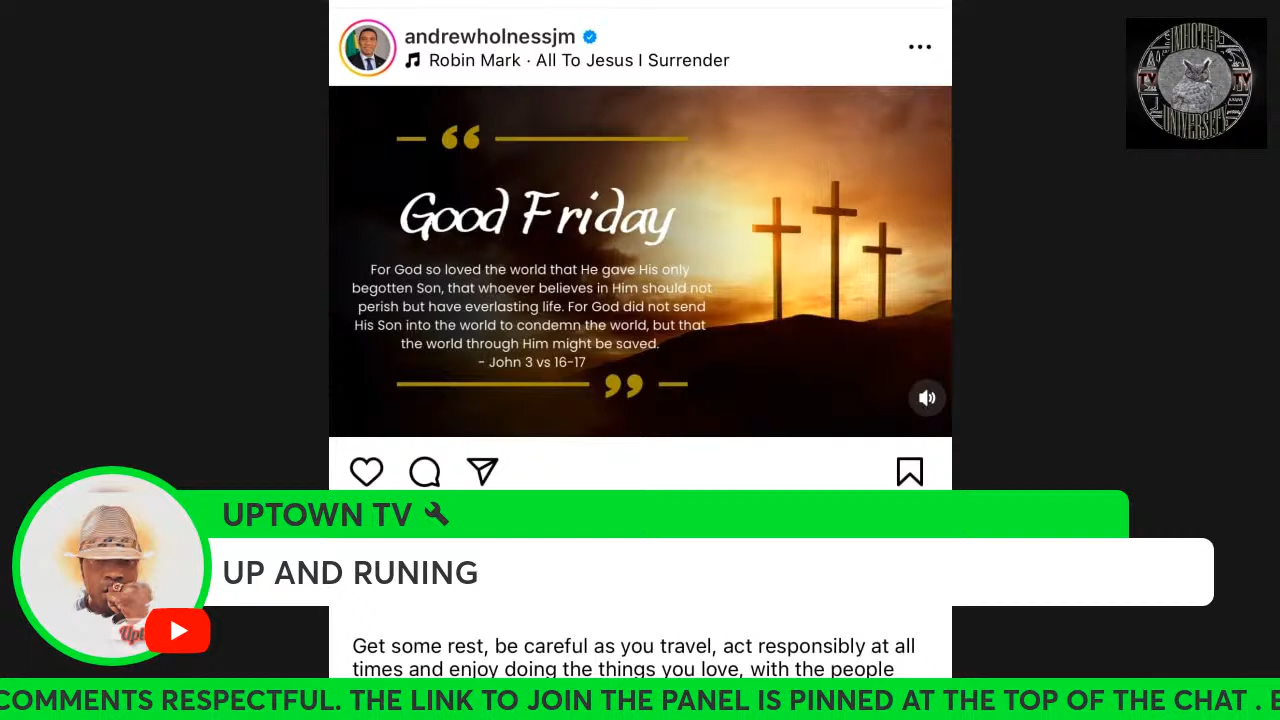 andrewholnessjm
Robin Mark · All To Jesus I Surrender
TV TV
UNIVERSITY
“
Good Friday
For God so loved the world that He gave His only
begotten Son, that whoever believes in Him should not
perish but have everlasting life. For God did not send
His Son into the world to condemn the world, but that
the world through Him might be saved.
- John 3 vs 16-17
”
UPTOWN TV
UP AND RUNING
Get some rest, be careful as you travel, act responsibly at all
times and enjoy doing the things you love, with the people
COMMENTS RESPECTFUL. THE LINK TO JOIN THE PANEL IS PINNED AT THE TOP OF THE CHAT . E